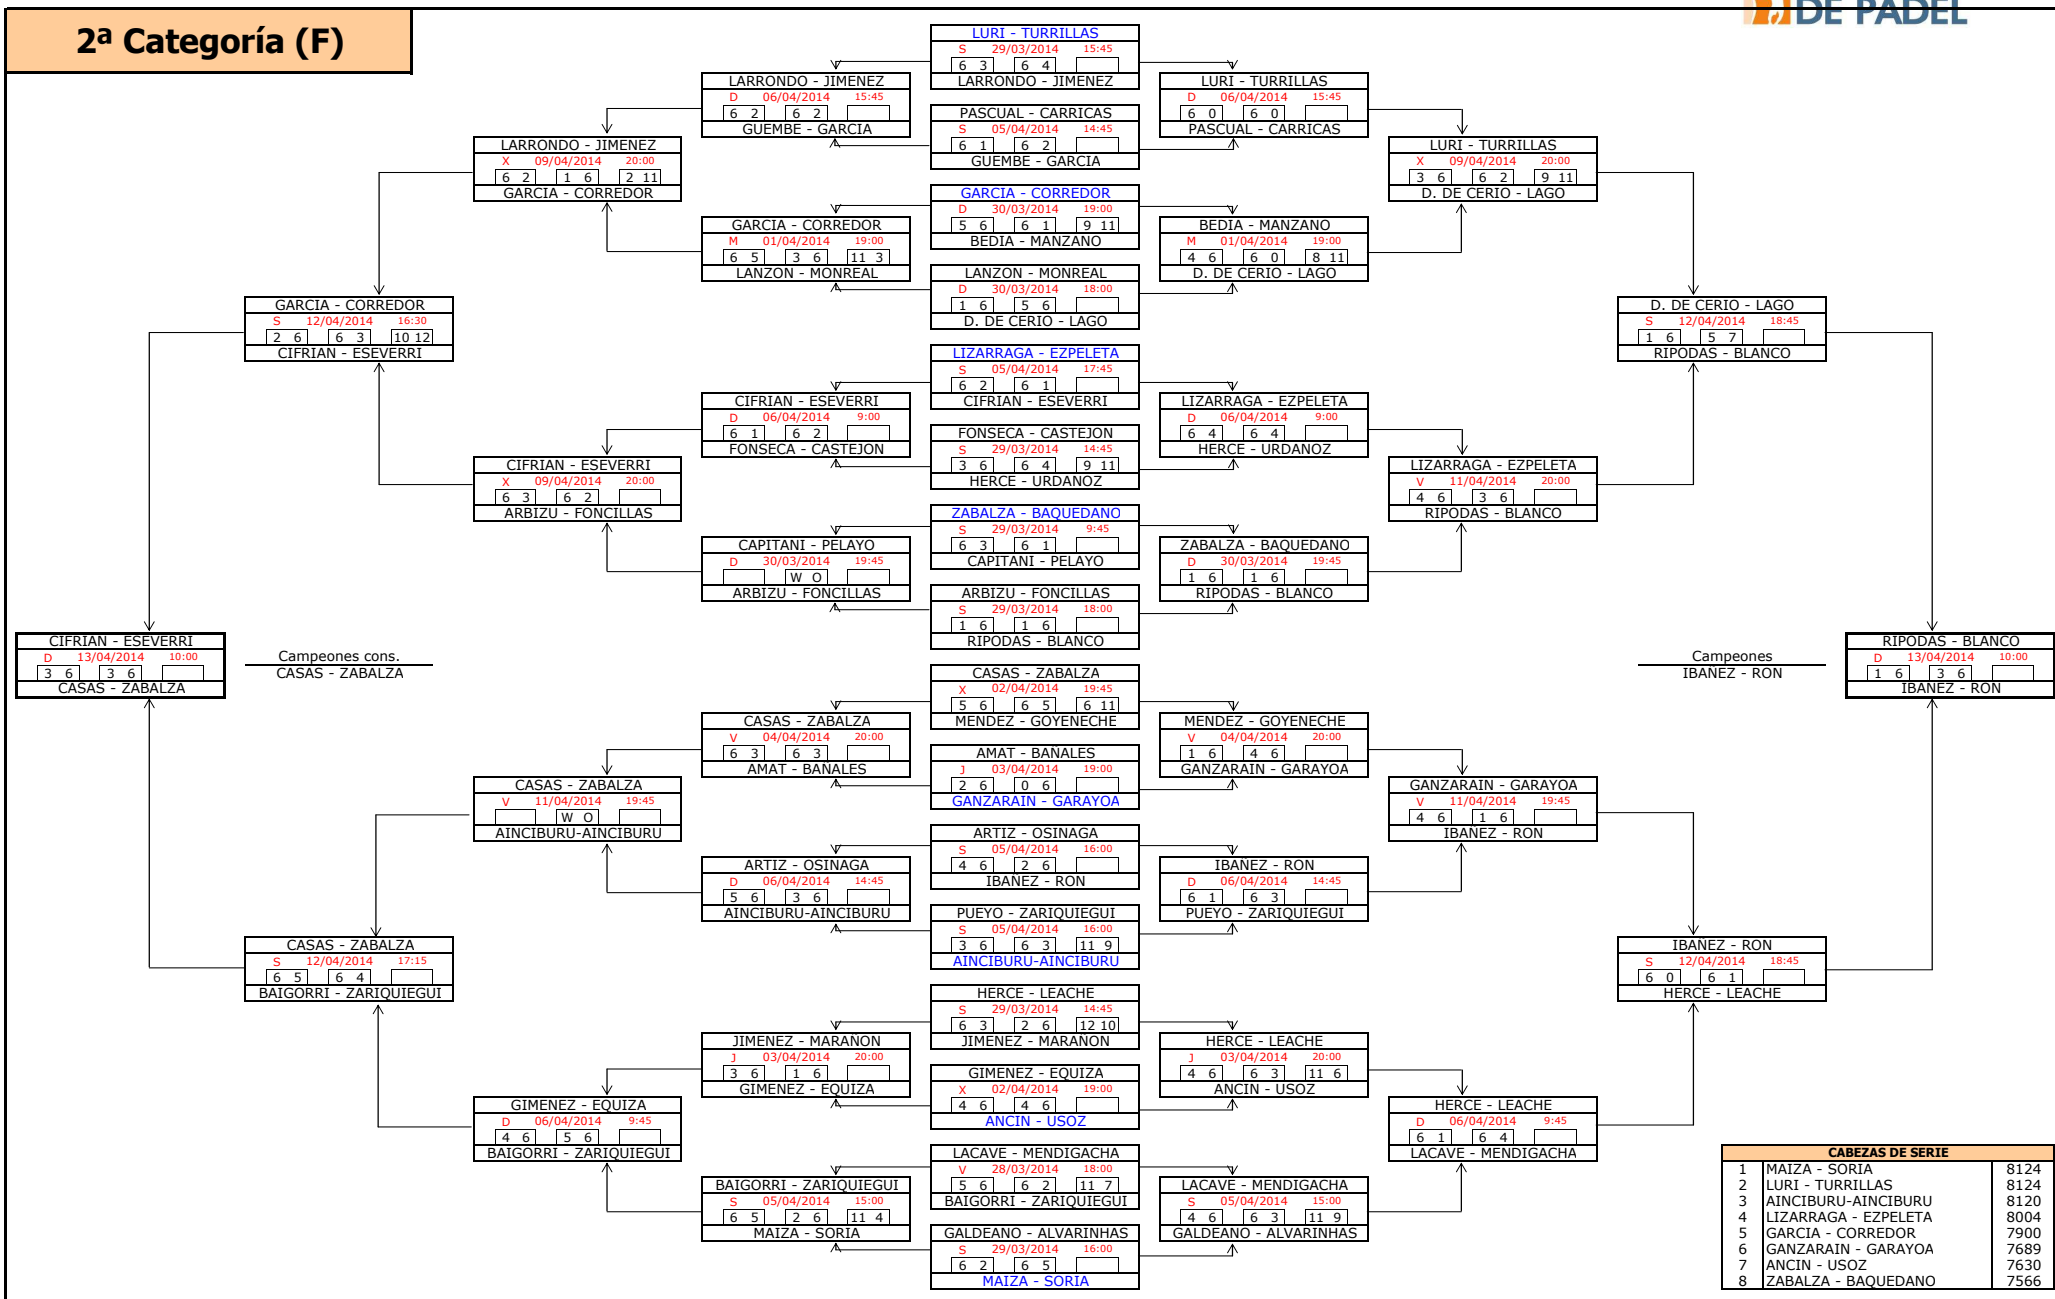 DE PADEL
2ª Categoría (F)
LURI - TURRILLAS
S 29/03/2014 15:45
6 3 6 4
LARRONDO - JIMENEZ
PASCUAL - CARRICAS
S 05/04/2014 14:45
6 1 6 2
GUEMBE - GARCIA
GARCIA - CORREDOR
D 30/03/2014 19:00
5 6 6 1 9 11
BEDIA - MANZANO
LANZON - MONREAL
D 30/03/2014 18:00
1 6 5 6
D. DE CERIO - LAGO
LIZARRAGA - EZPELETA
S 05/04/2014 17:45
6 2 6 1
CIFRIAN - ESEVERRI
FONSECA - CASTEJON
S 29/03/2014 14:45
3 6 6 4 9 11
HERCE - URDANOZ
ZABALZA - BAQUEDANO
S 29/03/2014 9:45
6 3 6 1
CAPITANI - PELAYO
ARBIZU - FONCILLAS
S 29/03/2014 18:00
1 6 1 6
RIPODAS - BLANCO
CASAS - ZABALZA
X 02/04/2014 19:45
5 6 6 5 6 11
MENDEZ - GOYENECHE
AMAT - BAÑALES
J 03/04/2014 19:00
2 6 0 6
GANZARAIN - GARAYOA
ARTIZ - OSINAGA
S 05/04/2014 16:00
4 6 2 6
IBAÑEZ - RON
PUEYO - ZARIQUIEGUI
S 05/04/2014 16:00
3 6 6 3 11 9
AINCIBURU-AINCIBURU
HERCE - LEACHE
S 29/03/2014 14:45
6 3 2 6 12 10
JIMENEZ - MARAÑON
GIMENEZ - EQUIZA
X 02/04/2014 19:00
4 6 4 6
ANCIN - USOZ
LACAVE - MENDIGACHA
V 28/03/2014 18:00
5 6 6 2 11 7
BAIGORRI - ZARIQUIEGUI
GALDEANO - ALVARINHAS
S 29/03/2014 16:00
6 2 6 5
MAIZA - SORIA
LARRONDO - JIMENEZ
D 06/04/2014 15:45
6 2 6 2
GUEMBE - GARCIA
GARCIA - CORREDOR
M 01/04/2014 19:00
6 5 3 6 11 3
LANZON - MONREAL
CIFRIAN - ESEVERRI
D 06/04/2014 9:00
6 1 6 2
FONSECA - CASTEJON
CAPITANI - PELAYO
D 30/03/2014 19:45
W O
ARBIZU - FONCILLAS
CASAS - ZABALZA
V 04/04/2014 20:00
6 3 6 3
AMAT - BAÑALES
ARTIZ - OSINAGA
D 06/04/2014 14:45
5 6 3 6
AINCIBURU-AINCIBURU
JIMENEZ - MARAÑON
J 03/04/2014 20:00
3 6 1 6
GIMENEZ - EQUIZA
BAIGORRI - ZARIQUIEGUI
S 05/04/2014 15:00
6 5 2 6 11 4
MAIZA - SORIA
LARRONDO - JIMENEZ
X 09/04/2014 20:00
6 2 1 6 2 11
GARCIA - CORREDOR
CIFRIAN - ESEVERRI
X 09/04/2014 20:00
6 3 6 2
ARBIZU - FONCILLAS
CASAS - ZABALZA
V 11/04/2014 19:45
W O
AINCIBURU-AINCIBURU
GIMENEZ - EQUIZA
D 06/04/2014 9:45
4 6 5 6
BAIGORRI - ZARIQUIEGUI
GARCIA - CORREDOR
S 12/04/2014 16:30
2 6 6 3 10 12
CIFRIAN - ESEVERRI
CASAS - ZABALZA
S 12/04/2014 17:15
6 5 6 4
BAIGORRI - ZARIQUIEGUI
CIFRIAN - ESEVERRI
D 13/04/2014 10:00
3 6 3 6
CASAS - ZABALZA
Campeones cons.
CASAS - ZABALZA
LURI - TURRILLAS
D 06/04/2014 15:45
6 0 6 0
PASCUAL - CARRICAS
BEDIA - MANZANO
M 01/04/2014 19:00
4 6 6 0 8 11
D. DE CERIO - LAGO
LIZARRAGA - EZPELETA
D 06/04/2014 9:00
6 4 6 4
HERCE - URDANOZ
ZABALZA - BAQUEDANO
D 30/03/2014 19:45
1 6 1 6
RIPODAS - BLANCO
MENDEZ - GOYENECHE
V 04/04/2014 20:00
1 6 4 6
GANZARAIN - GARAYOA
IBAÑEZ - RON
D 06/04/2014 14:45
6 1 6 3
PUEYO - ZARIQUIEGUI
HERCE - LEACHE
J 03/04/2014 20:00
4 6 6 3 11 6
ANCIN - USOZ
LACAVE - MENDIGACHA
S 05/04/2014 15:00
4 6 6 3 11 9
GALDEANO - ALVARINHAS
LURI - TURRILLAS
X 09/04/2014 20:00
3 6 6 2 9 11
D. DE CERIO - LAGO
LIZARRAGA - EZPELETA
V 11/04/2014 20:00
4 6 3 6
RIPODAS - BLANCO
GANZARAIN - GARAYOA
V 11/04/2014 19:45
4 6 1 6
IBAÑEZ - RON
HERCE - LEACHE
D 06/04/2014 9:45
6 1 6 4
LACAVE - MENDIGACHA
D. DE CERIO - LAGO
S 12/04/2014 18:45
1 6 5 7
RIPODAS - BLANCO
IBAÑEZ - RON
S 12/04/2014 18:45
6 0 6 1
HERCE - LEACHE
Campeones
IBAÑEZ - RON
RIPODAS - BLANCO
D 13/04/2014 10:00
1 6 3 6
IBAÑEZ - RON
CABEZAS DE SERIE
1 MAIZA - SORIA 8124
2 LURI - TURRILLAS 8124
3 AINCIBURU-AINCIBURU 8120
4 LIZARRAGA - EZPELETA 8004
5 GARCIA - CORREDOR 7900
6 GANZARAIN - GARAYOA 7689
7 ANCIN - USOZ 7630
8 ZABALZA - BAQUEDANO 7566